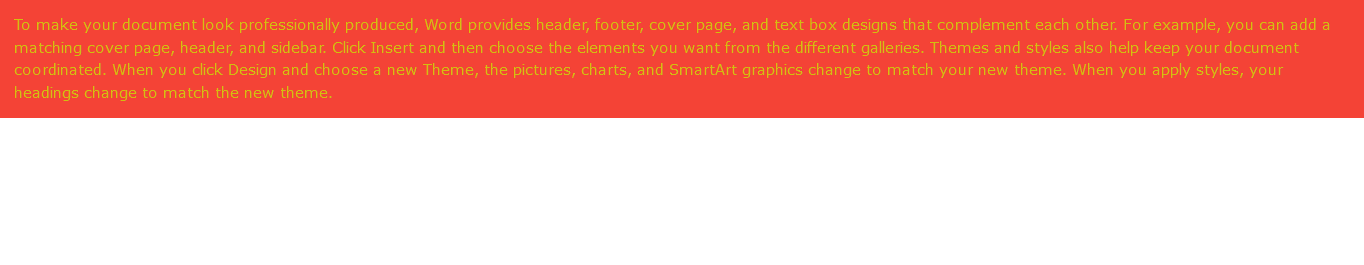 To make your document look professionally produced, Word provides header, footer, cover page, and text box designs that complement each other. For example, you can add a
matching cover page, header, and sidebar. Click Insert and then choose the elements you want from the different galleries. Themes and styles also help keep your document
coordinated. When you click Design and choose a new Theme, the pictures, charts, and SmartArt graphics change to match your new theme. When you apply styles, your
headings change to match the new theme.